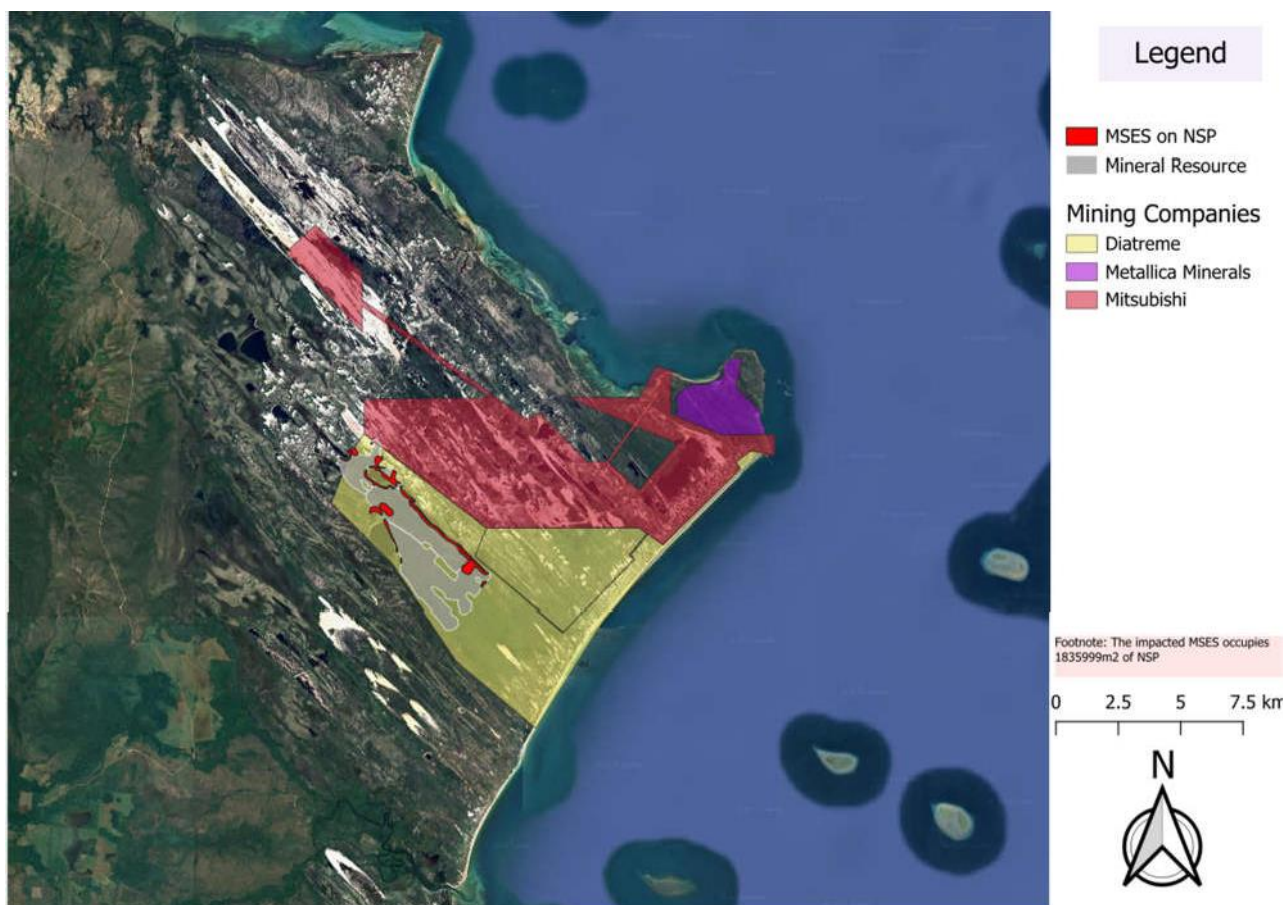 Legend
MSES on NSP
Mineral Resource
Mining Companies
Diatreme
Metallica Minerals
Mitsubishi
Footnote: The impacted MSES occupies
1835999m2 of NSP
0 2.5 5 7.5 km
N